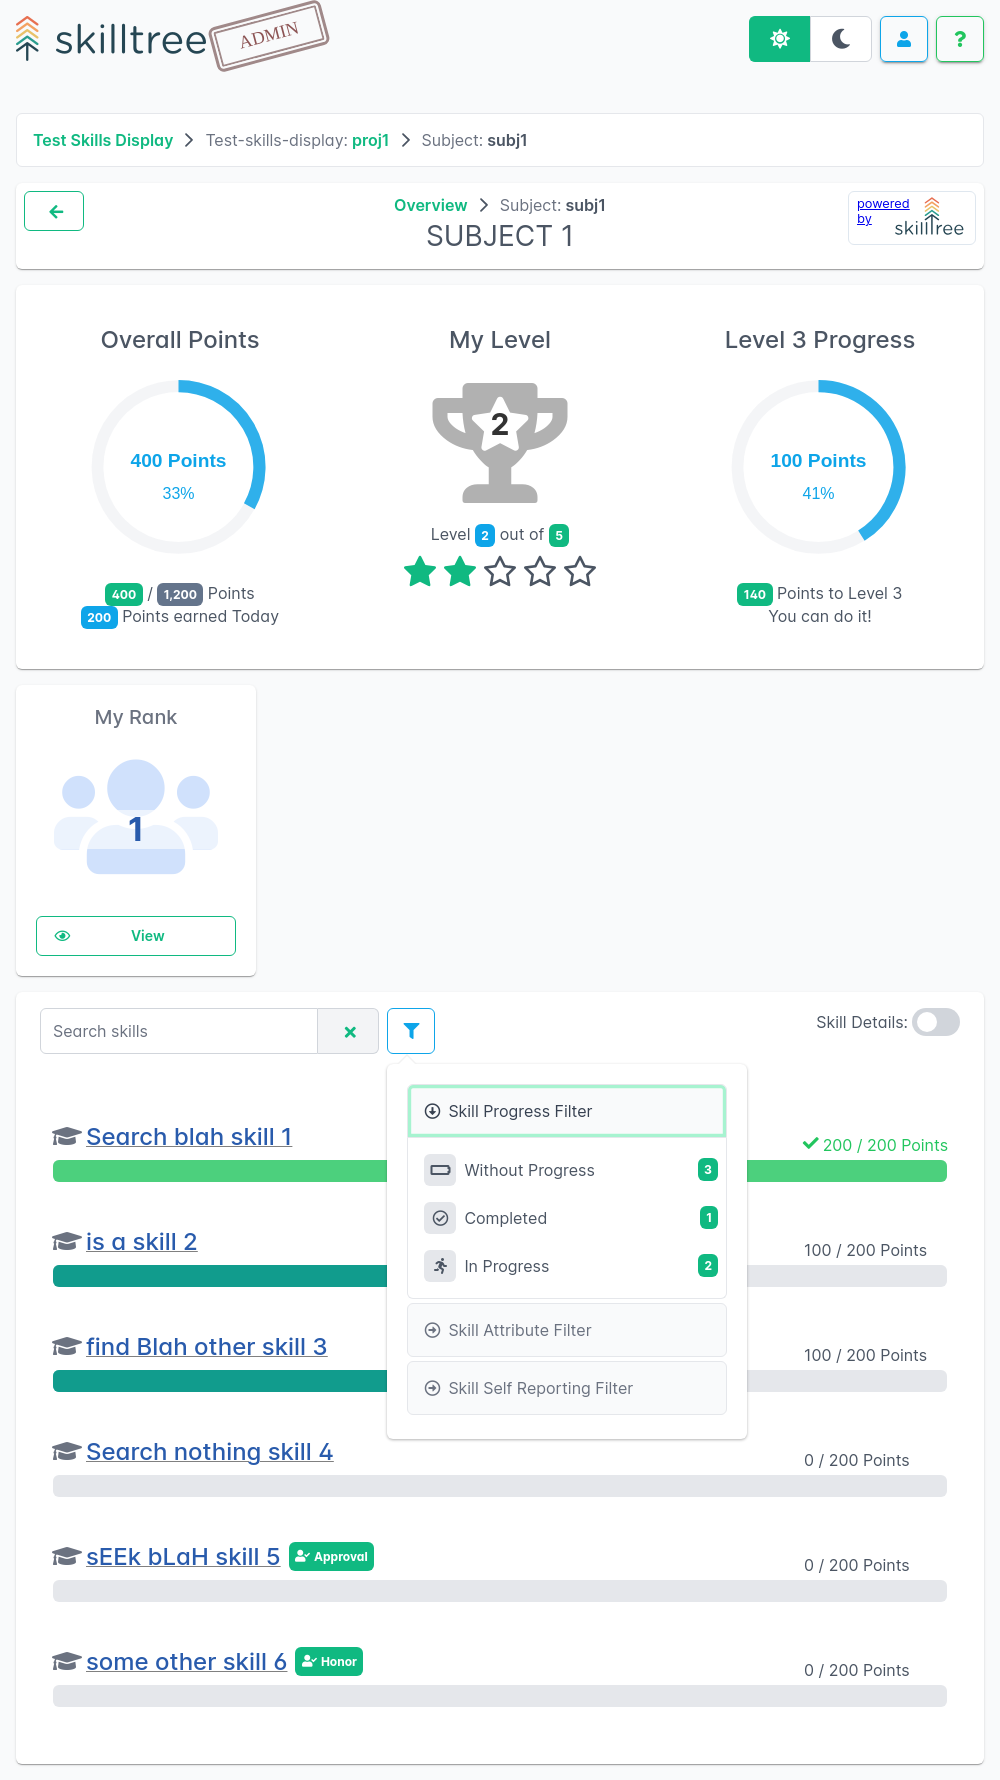 skilltree ADMIN
?
Test Skills Display > Test-skills-display: proj1 > Subject: subj1
Overview > Subject: subj1
SUBJECT 1
powered by skilltree
Overall Points
400 Points
33%
400 / 1,200 Points
200 Points earned Today
My Level
2
Level 2 out of 5
Level 3 Progress
100 Points
41%
140 Points to Level 3
You can do it!
My Rank
1
View
Search skills
Skill Details:
Skill Progress Filter
Without Progress 3
Completed 1
In Progress 2
Skill Attribute Filter
Skill Self Reporting Filter
Search blah skill 1
200 / 200 Points
is a skill 2
100 / 200 Points
find Blah other skill 3
100 / 200 Points
Search nothing skill 4
0 / 200 Points
sEEk bLaH skill 5 Approval
0 / 200 Points
some other skill 6 Honor
0 / 200 Points